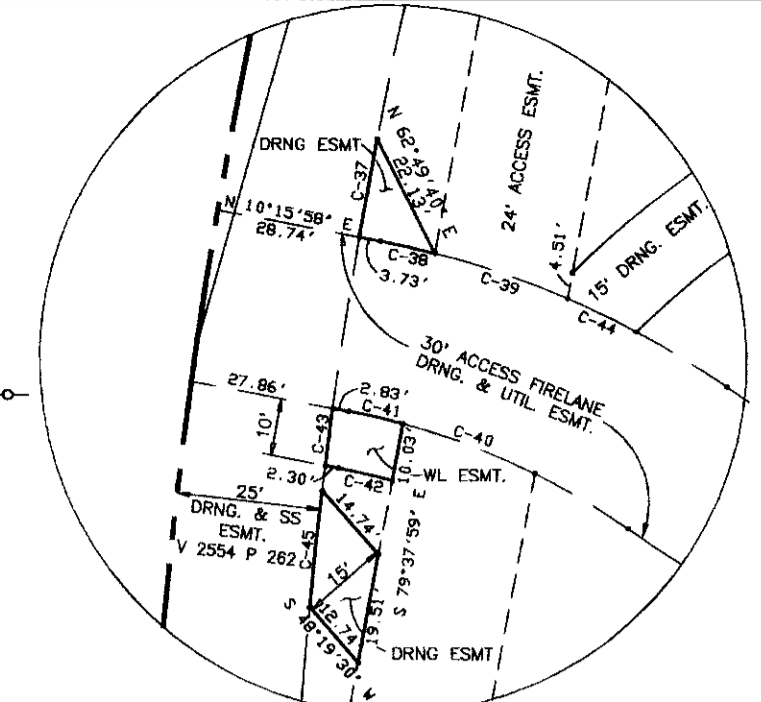 DRNG ESMT
N 62°49'40" E
22.13'
C-37
N 10°15'58" E
28.74'
24' ACCESS ESMT.
4.51'
15' DRNG. ESMT.
C-38
3.73'
C-39
C-44
30' ACCESS FIRELANE
DRNG. & UTIL. ESMT.
27.86'
2.83'
C-41
C-40
C-43
10'
10.03'
2.30'
C-42
WL ESMT.
25'
DRNG. & SS
ESMT.
V 2554 P 262
C-45
14.74'
15'
S 79°37'59" E
19.51'
12.74'
S 48°19'30" W
DRNG ESMT